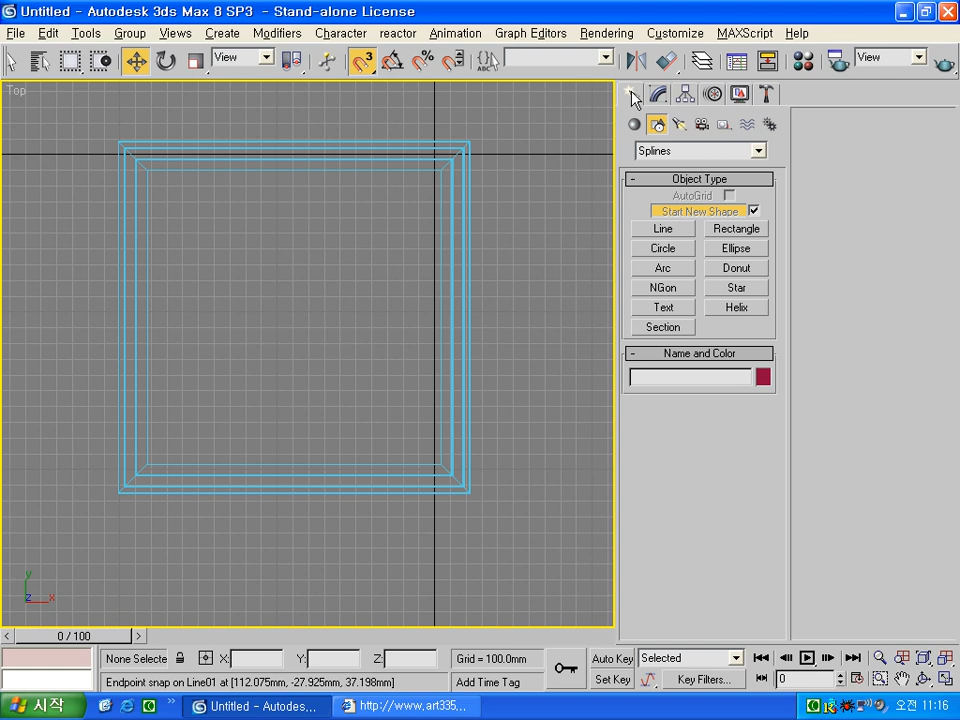 Untitled - Autodesk 3ds Max 8 SP3 - Stand-alone License
File Edit Tools Group Views Create Modifiers Character reactor Animation Graph Editors Rendering Customize MAXScript Help
View 3 % ABC View
Top
Splines
- Object Type
AutoGrid
Start New Shape
Line Rectangle
Circle Ellipse
Arc Donut
NGon Star
Text Helix
Section
- Name and Color
y
z x
< 0 / 100 >
None Selecte X: Y: Z: Grid = 100.0mm Auto Key Selected
Endpoint snap on Line01 at [112.075mm, -27.925mm, 37.198mm] Add Time Tag Set Key Key Filters... 0
시작 Untitled - Autodes... http://www.art335... 오전 11:16